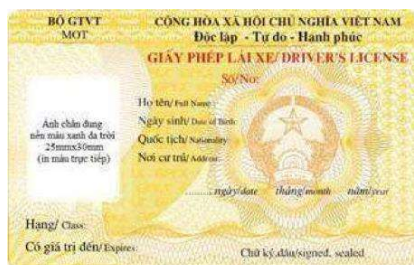 BỘ GTVT
MOT
CỘNG HÒA XÃ HỘI CHỦ NGHĨA VIỆT NAM
Độc lập - Tự do - Hạnh phúc
GIẤY PHÉP LÁI XE/ DRIVER'S LICENSE
Số/No:
Ảnh chân dung
nền màu xanh da trời
25mmx30mm
(in màu trực tiếp)
Họ tên/ Full Name :
Ngày sinh/ Date of Birth:
Quốc tịch/ Nationality:
Nơi cư trú/ Address:
..........ngày/date tháng/month năm/year
Hạng/ Class:
Có giá trị đến/ Expires:
Chữ ký,dấu/signed, sealed